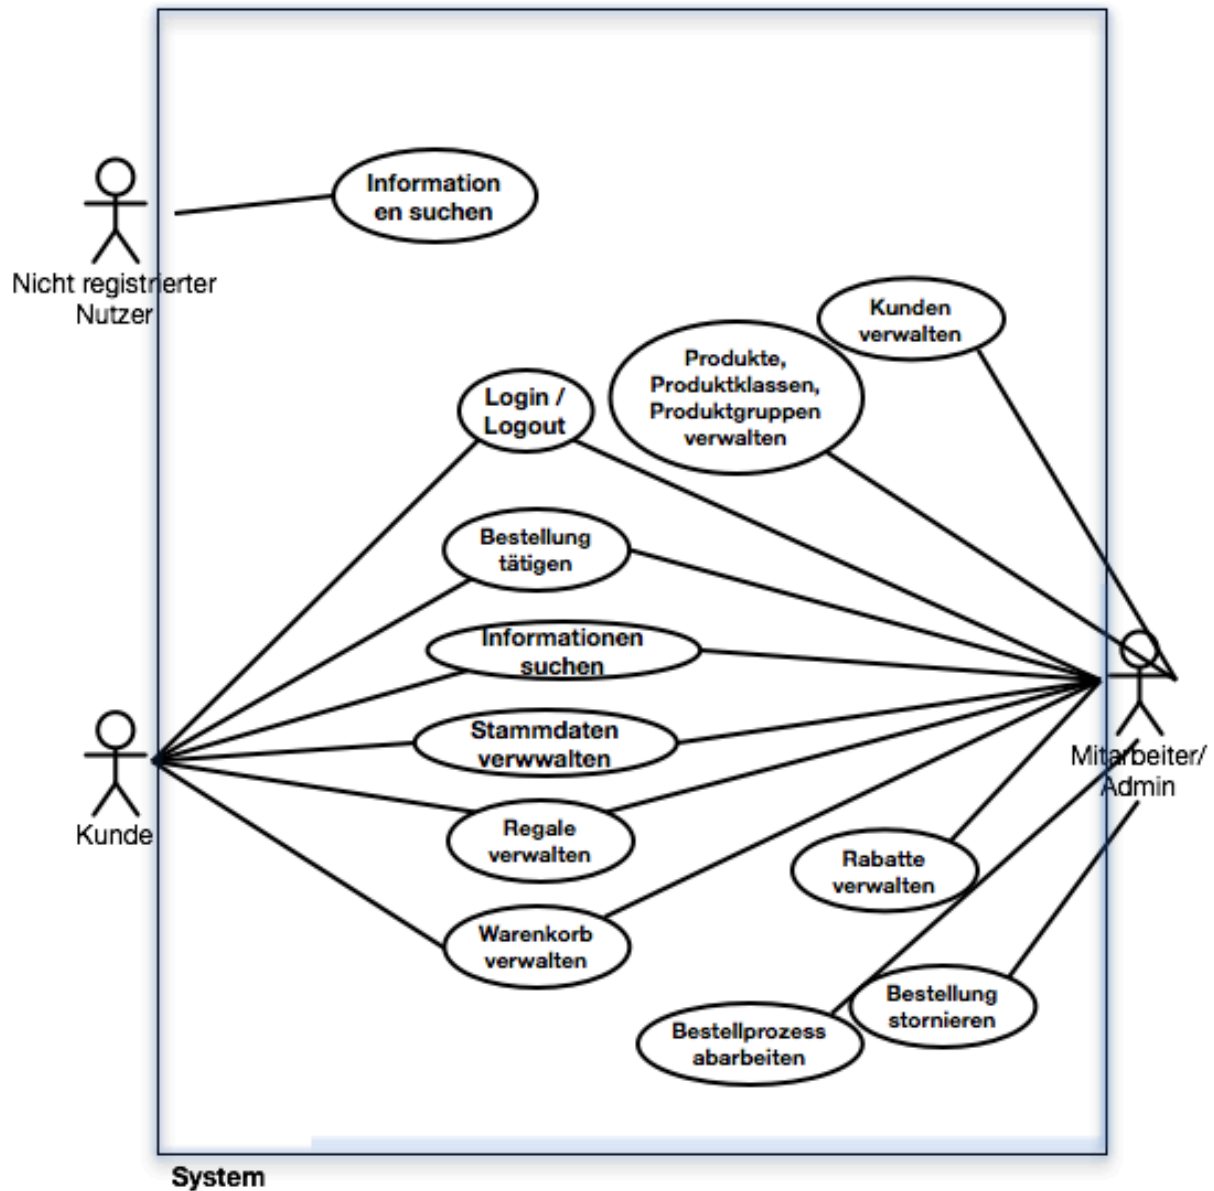 Information
en suchen
Nicht registrierter
Nutzer
Kunden
verwalten
Produkte,
Produktklassen,
Produktgruppen
verwalten
Login /
Logout
Bestellung
tätigen
Informationen
suchen
Stammdaten
verwwalten
Mitarbeiter/
Admin
Kunde
Regale
verwalten
Rabatte
verwalten
Warenkorb
verwalten
Bestellung
stornieren
Bestellprozess
abarbeiten
System